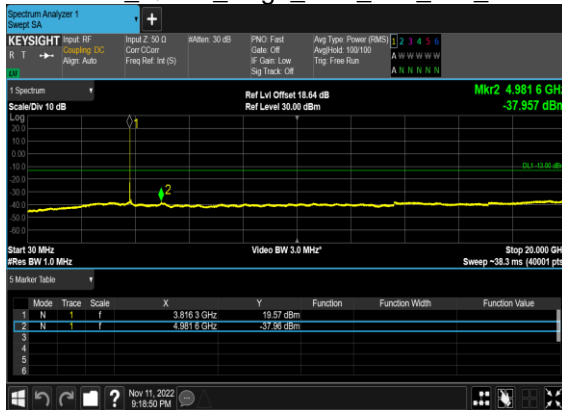 Spectrum Analyzer 1
Swept SA
+
KEYSIGHT Input: RF Input Z: 50 Ω #Atten: 30 dB PNO: Fast Avg Type: Power (RMS) 1 2 3 4 5 6
R T Coupling: DC Corr CCorr Gate: Off Avg|Hold: 100/100 A W W W W W
Align: Auto Freq Ref: Int (S) IF Gain: Low Trig: Free Run
Sig Track: Off A N N N N N
1 Spectrum Ref Lvl Offset 18.64 dB Mkr2 4.981 6 GHz
Scale/Div 10 dB Ref Level 30.00 dBm -37.957 dBm
Log
20.0
10.0
0.00
-10.0
-20.0
-30.0
-40.0
-50.0
-60.0
1
2
DL1 -13.00 dBm
Start 30 MHz Video BW 3.0 MHz* Stop 20.000 GHz
#Res BW 1.0 MHz Sweep ~38.3 ms (40001 pts)
5 Marker Table
Mode Trace Scale X Y Function Function Width Function Value
1 N 1 f 3.816 3 GHz 19.57 dBm
2 N 1 f 4.981 6 GHz -37.96 dBm
3
4
5
6
? Nov 11, 2022
9:18:50 PM